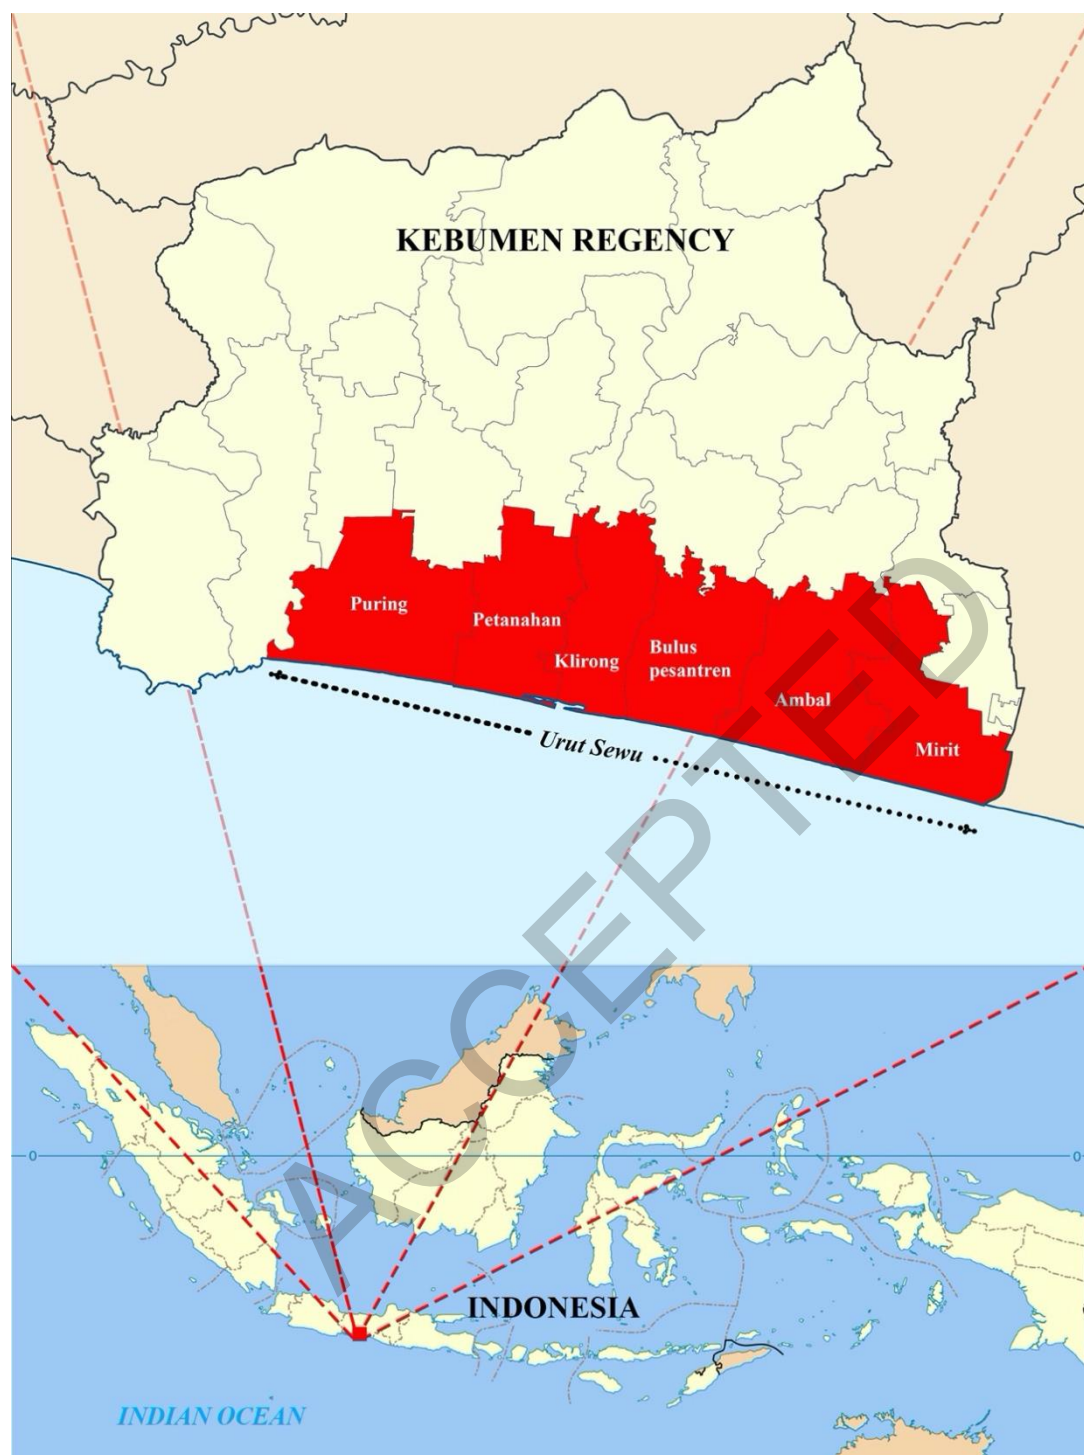 KEBUMEN REGENCY
Puring
Petanahan
Klirong
Bulus
pesantren
Ambal
Mirit
Urut Sewu
ACCEPTED
0
0
INDONESIA
INDIAN OCEAN